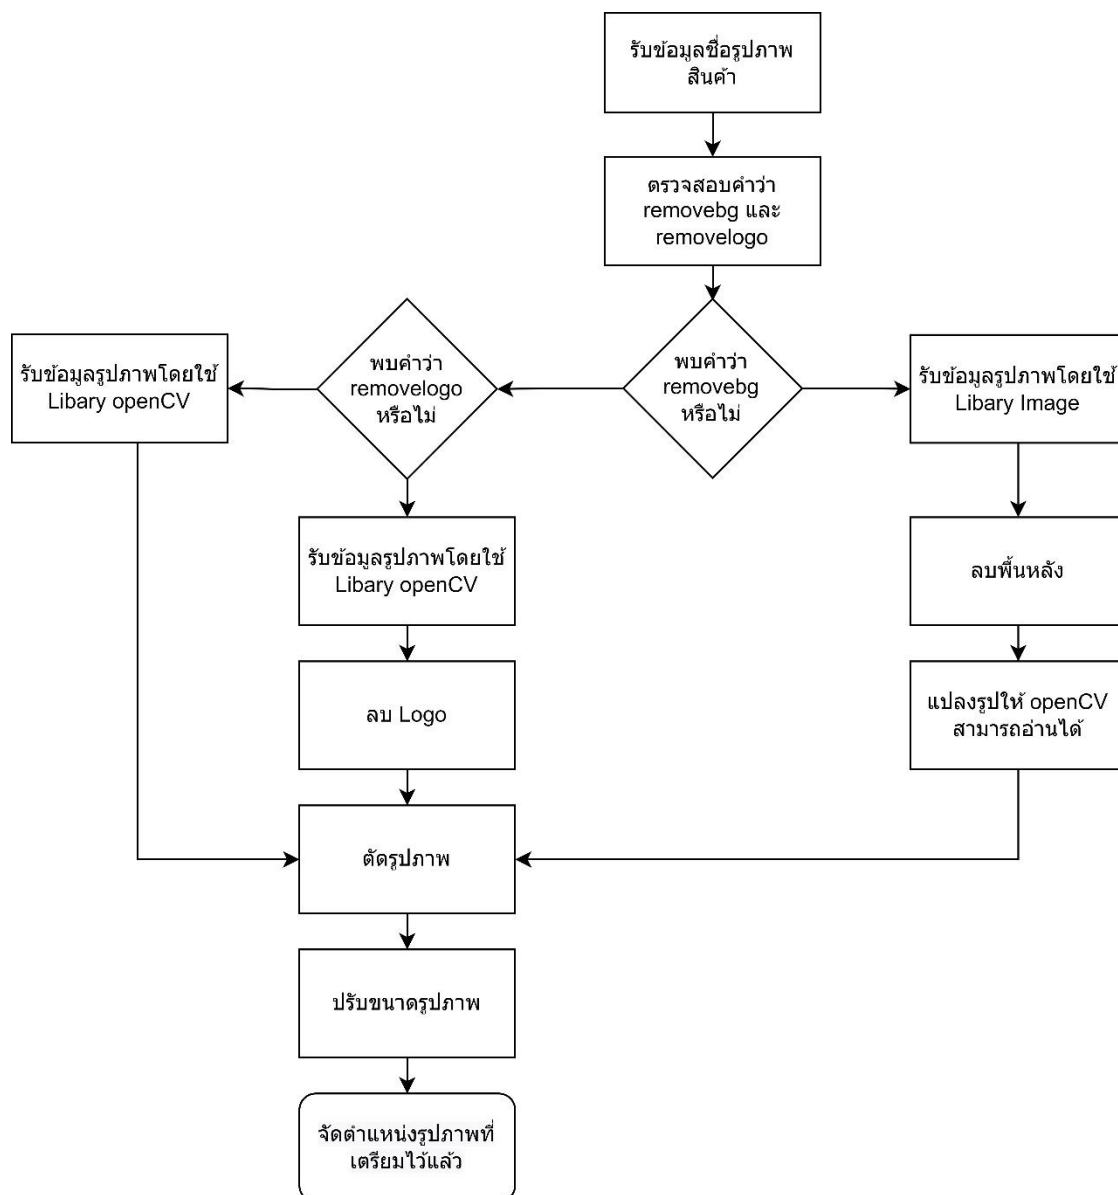 รับข้อมูลชื่อรูปภาพ
สินค้า
ตรวจสอบคำว่า
removebg และ
removelogo
รับข้อมูลรูปภาพโดยใช้
Libary openCV
พบคำว่า
removelogo
หรือไม่
พบคำว่า
removebg
หรือไม่
รับข้อมูลรูปภาพโดยใช้
Libary Image
รับข้อมูลรูปภาพโดยใช้
Libary openCV
ลบพื้นหลัง
ลบ Logo
แปลงรูปให้ openCV
สามารถอ่านได้
ตัดรูปภาพ
ปรับขนาดรูปภาพ
จัดตำแหน่งรูปภาพที่
เตรียมไว้แล้ว